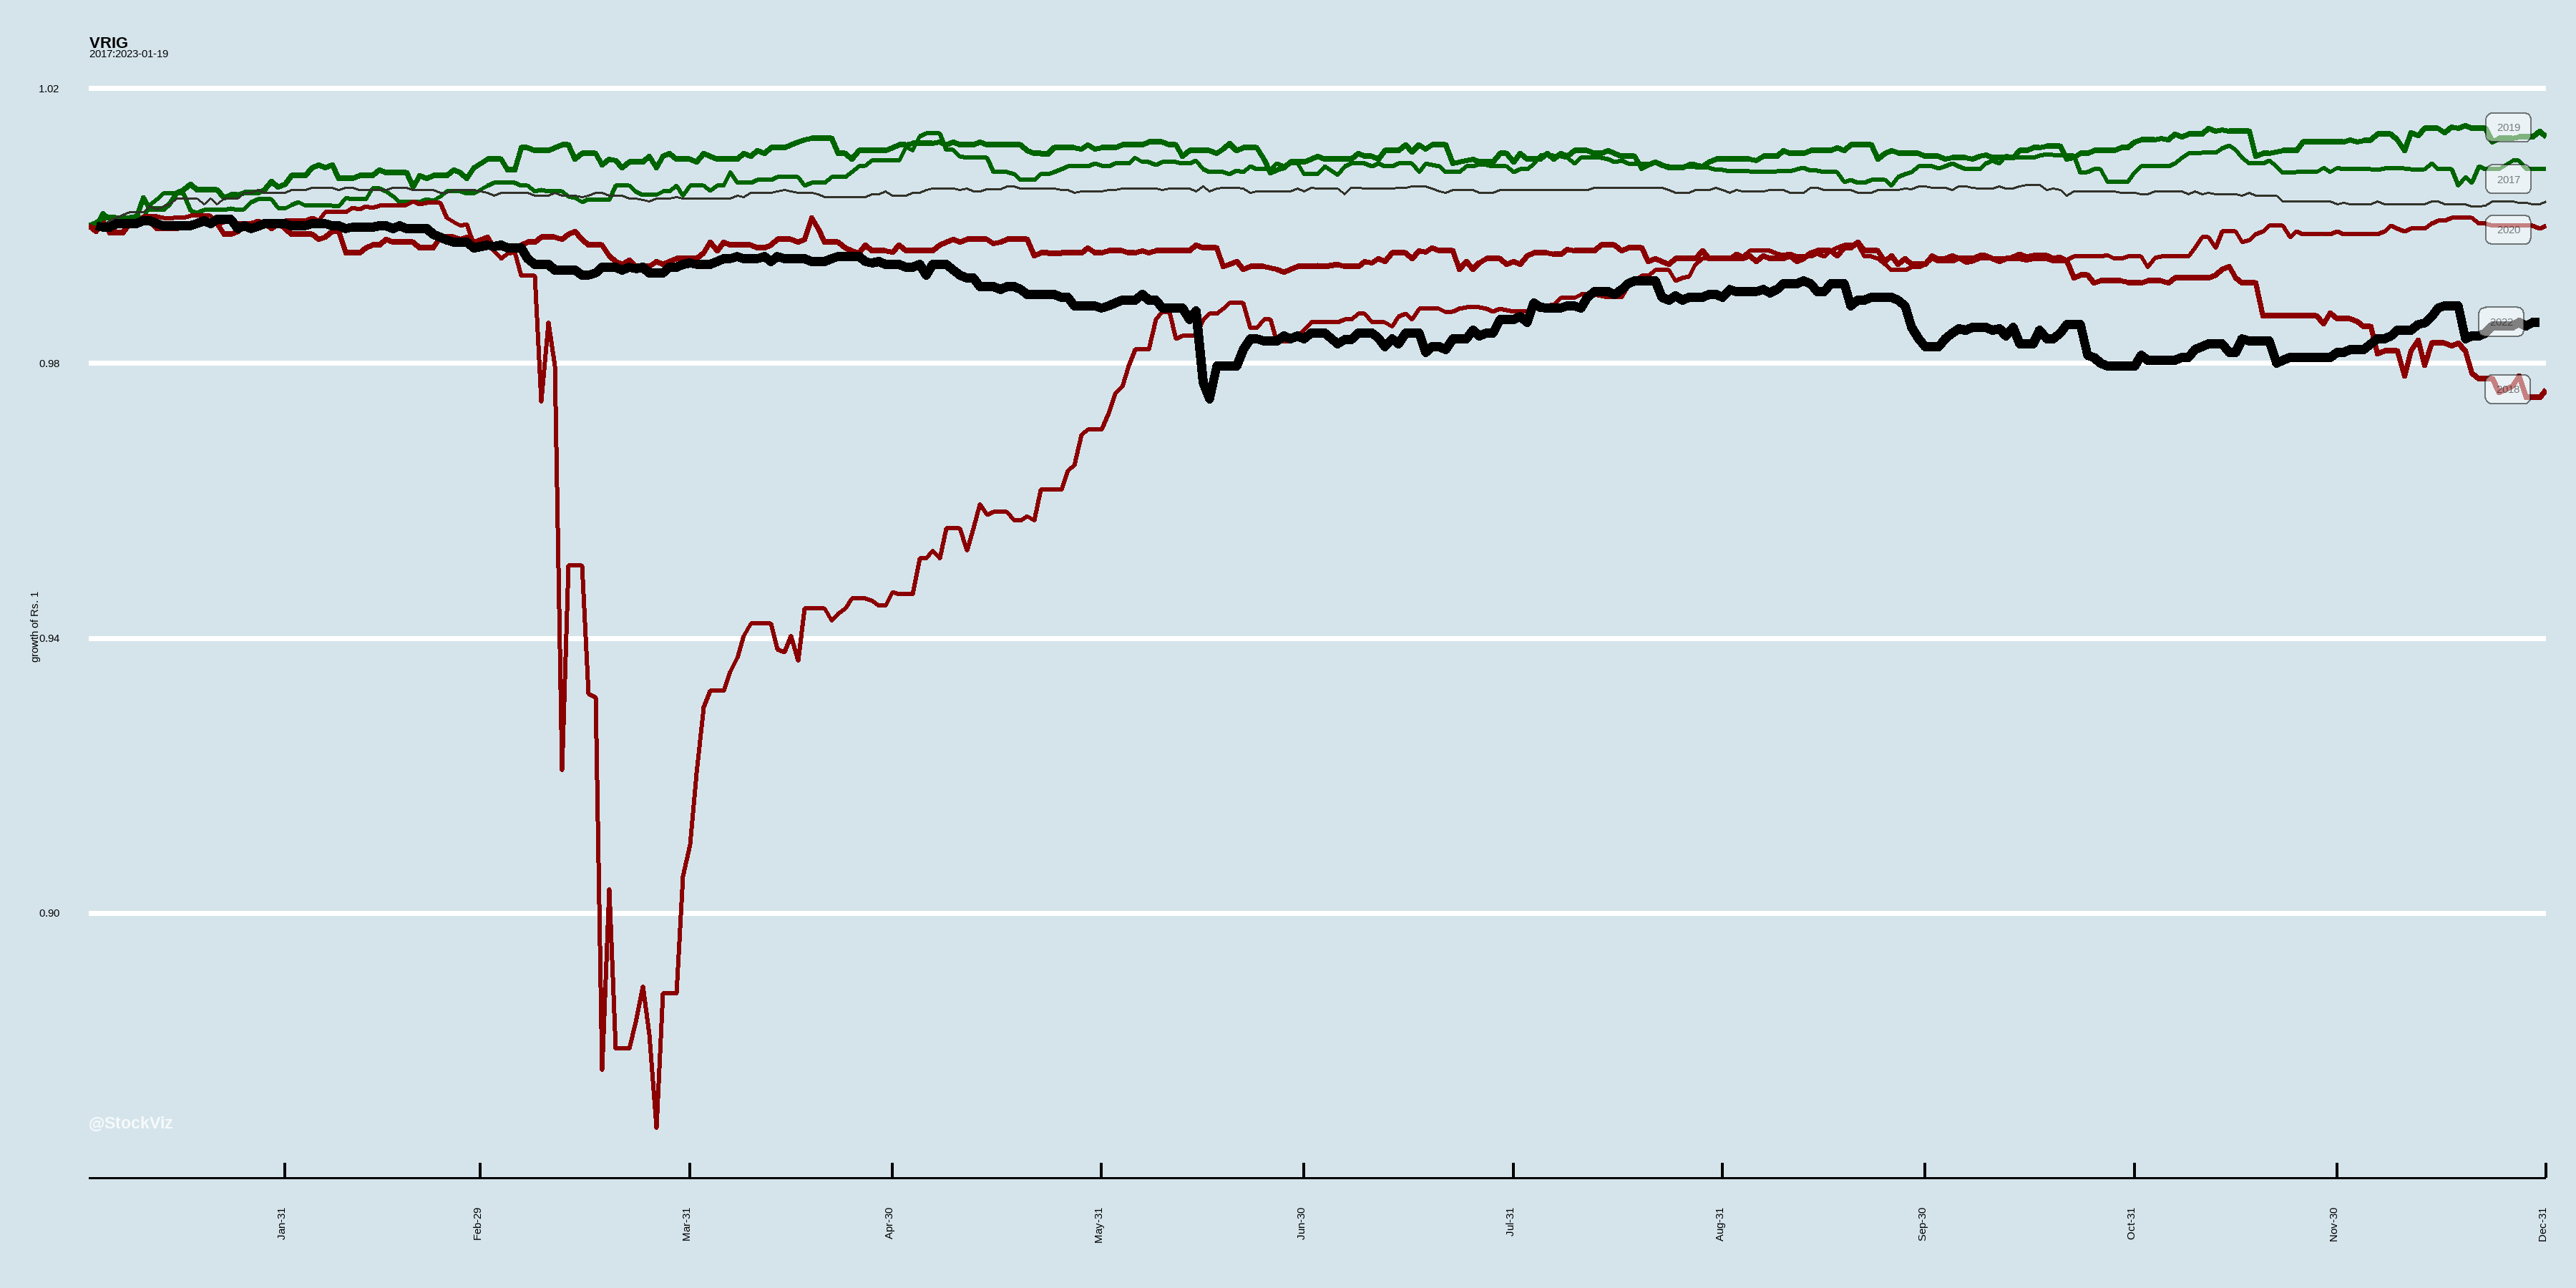 VRIG
2017:2023-01-19
1.02
0.98
0.94
0.90
growth of Rs. 1
2019
2017
2020
2022
2018
@StockViz
Jan-31
Feb-29
Mar-31
Apr-30
May-31
Jun-30
Jul-31
Aug-31
Sep-30
Oct-31
Nov-30
Dec-31